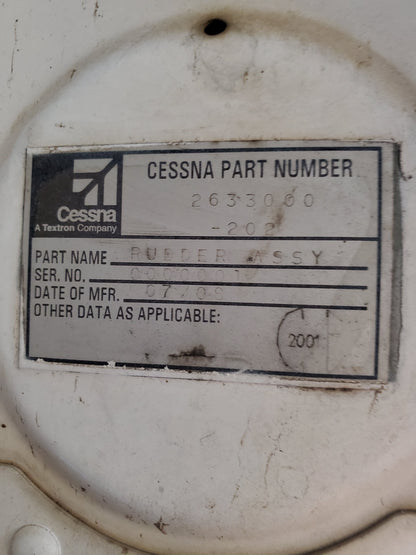 Cessna
A Textron Company
CESSNA PART NUMBER
2633000
-202
PART NAME RUDDER ASSY
SER. NO.
DATE OF MFR. 07/09
OTHER DATA AS APPLICABLE:
2001